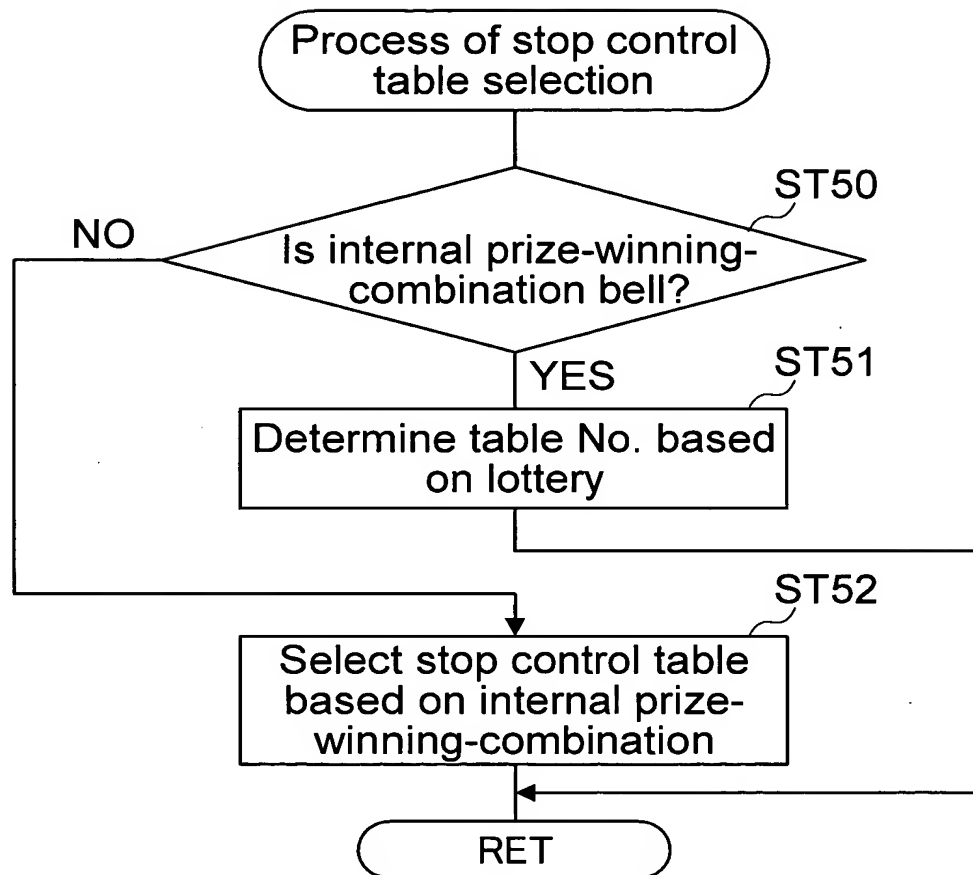 Process of stop control
table selection
ST50
NO
Is internal prize-winning-
combination bell?
YES
ST51
Determine table No. based
on lottery
ST52
Select stop control table
based on internal prize-
winning-combination
RET